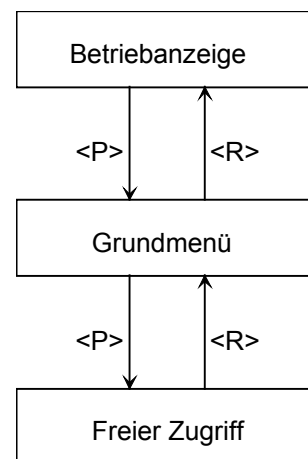 Betriebanzeige
<P> <R>
Grundmenü
<P> <R>
Freier Zugriff